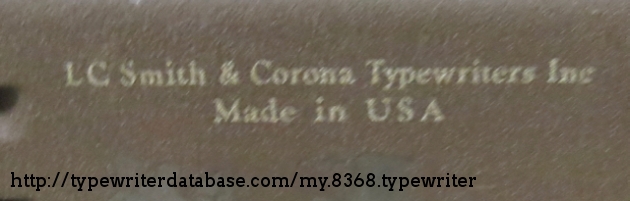 LC Smith & Corona Typewriters Inc
Made in USA
http://typewriterdatabase.com/my.8368.typewriter